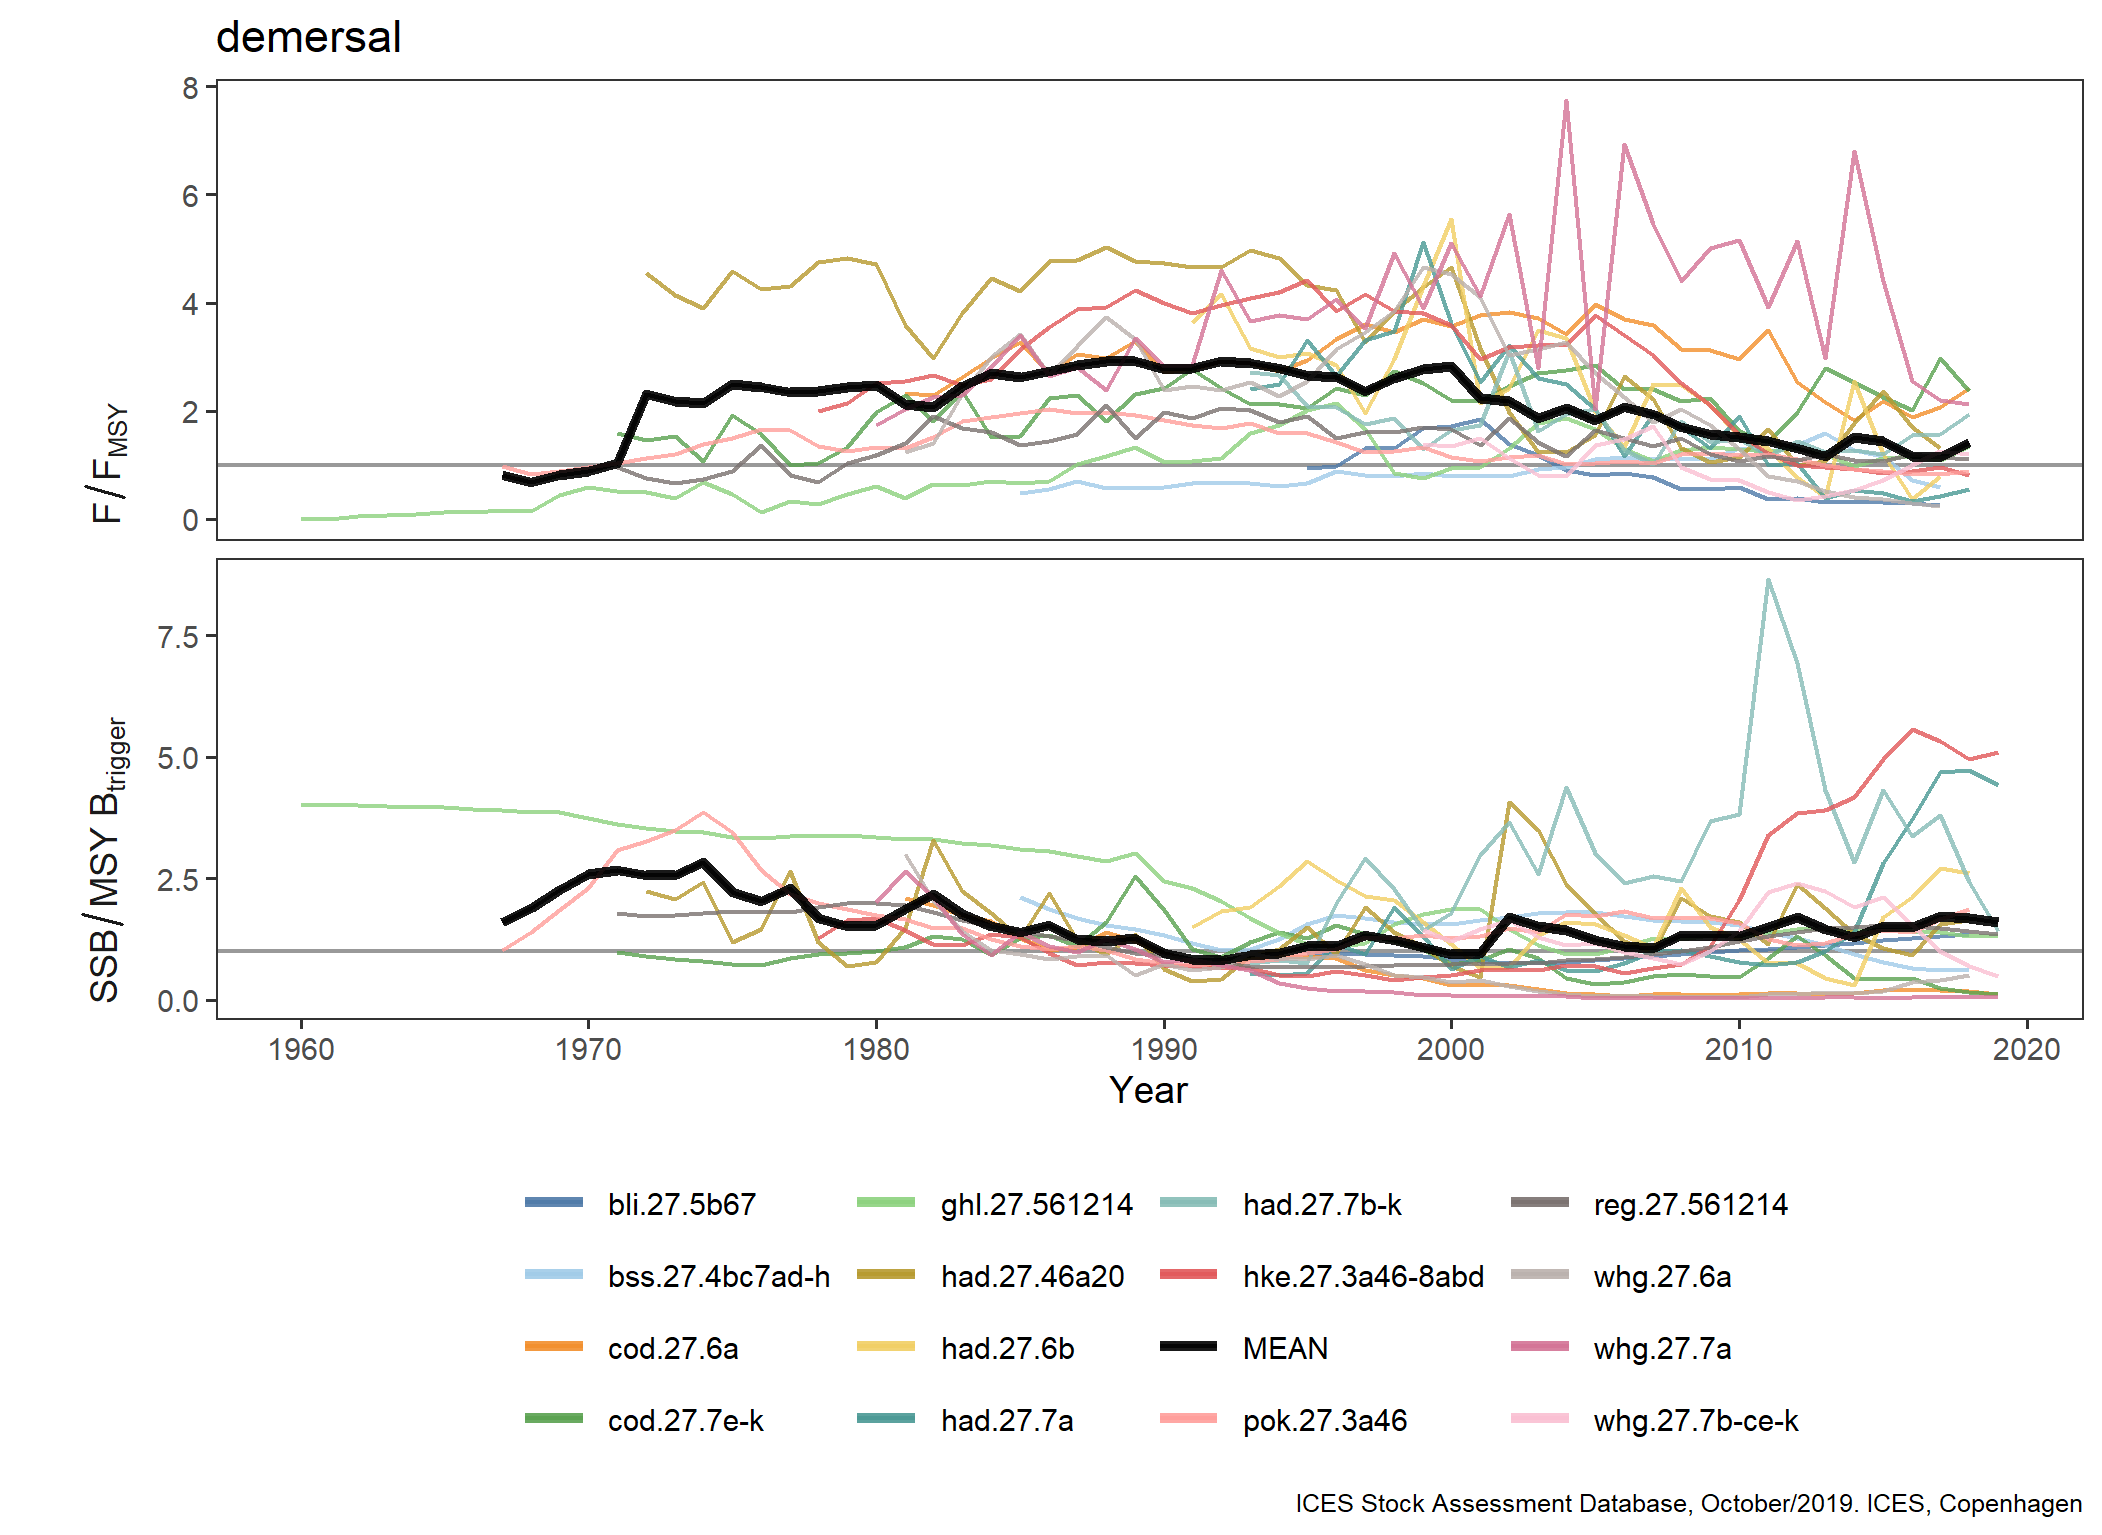 demersal
8
6
4
2
0
F / FMSY
7.5
5.0
2.5
0.0
SSB / MSY Btrigger
1960 1970 1980 1990 2000 2010 2020
Year
bli.27.5b67 ghl.27.561214 had.27.7b-k reg.27.561214
bss.27.4bc7ad-h had.27.46a20 hke.27.3a46-8abd whg.27.6a
cod.27.6a had.27.6b MEAN whg.27.7a
cod.27.7e-k had.27.7a pok.27.3a46 whg.27.7b-ce-k
ICES Stock Assessment Database, October/2019. ICES, Copenhagen